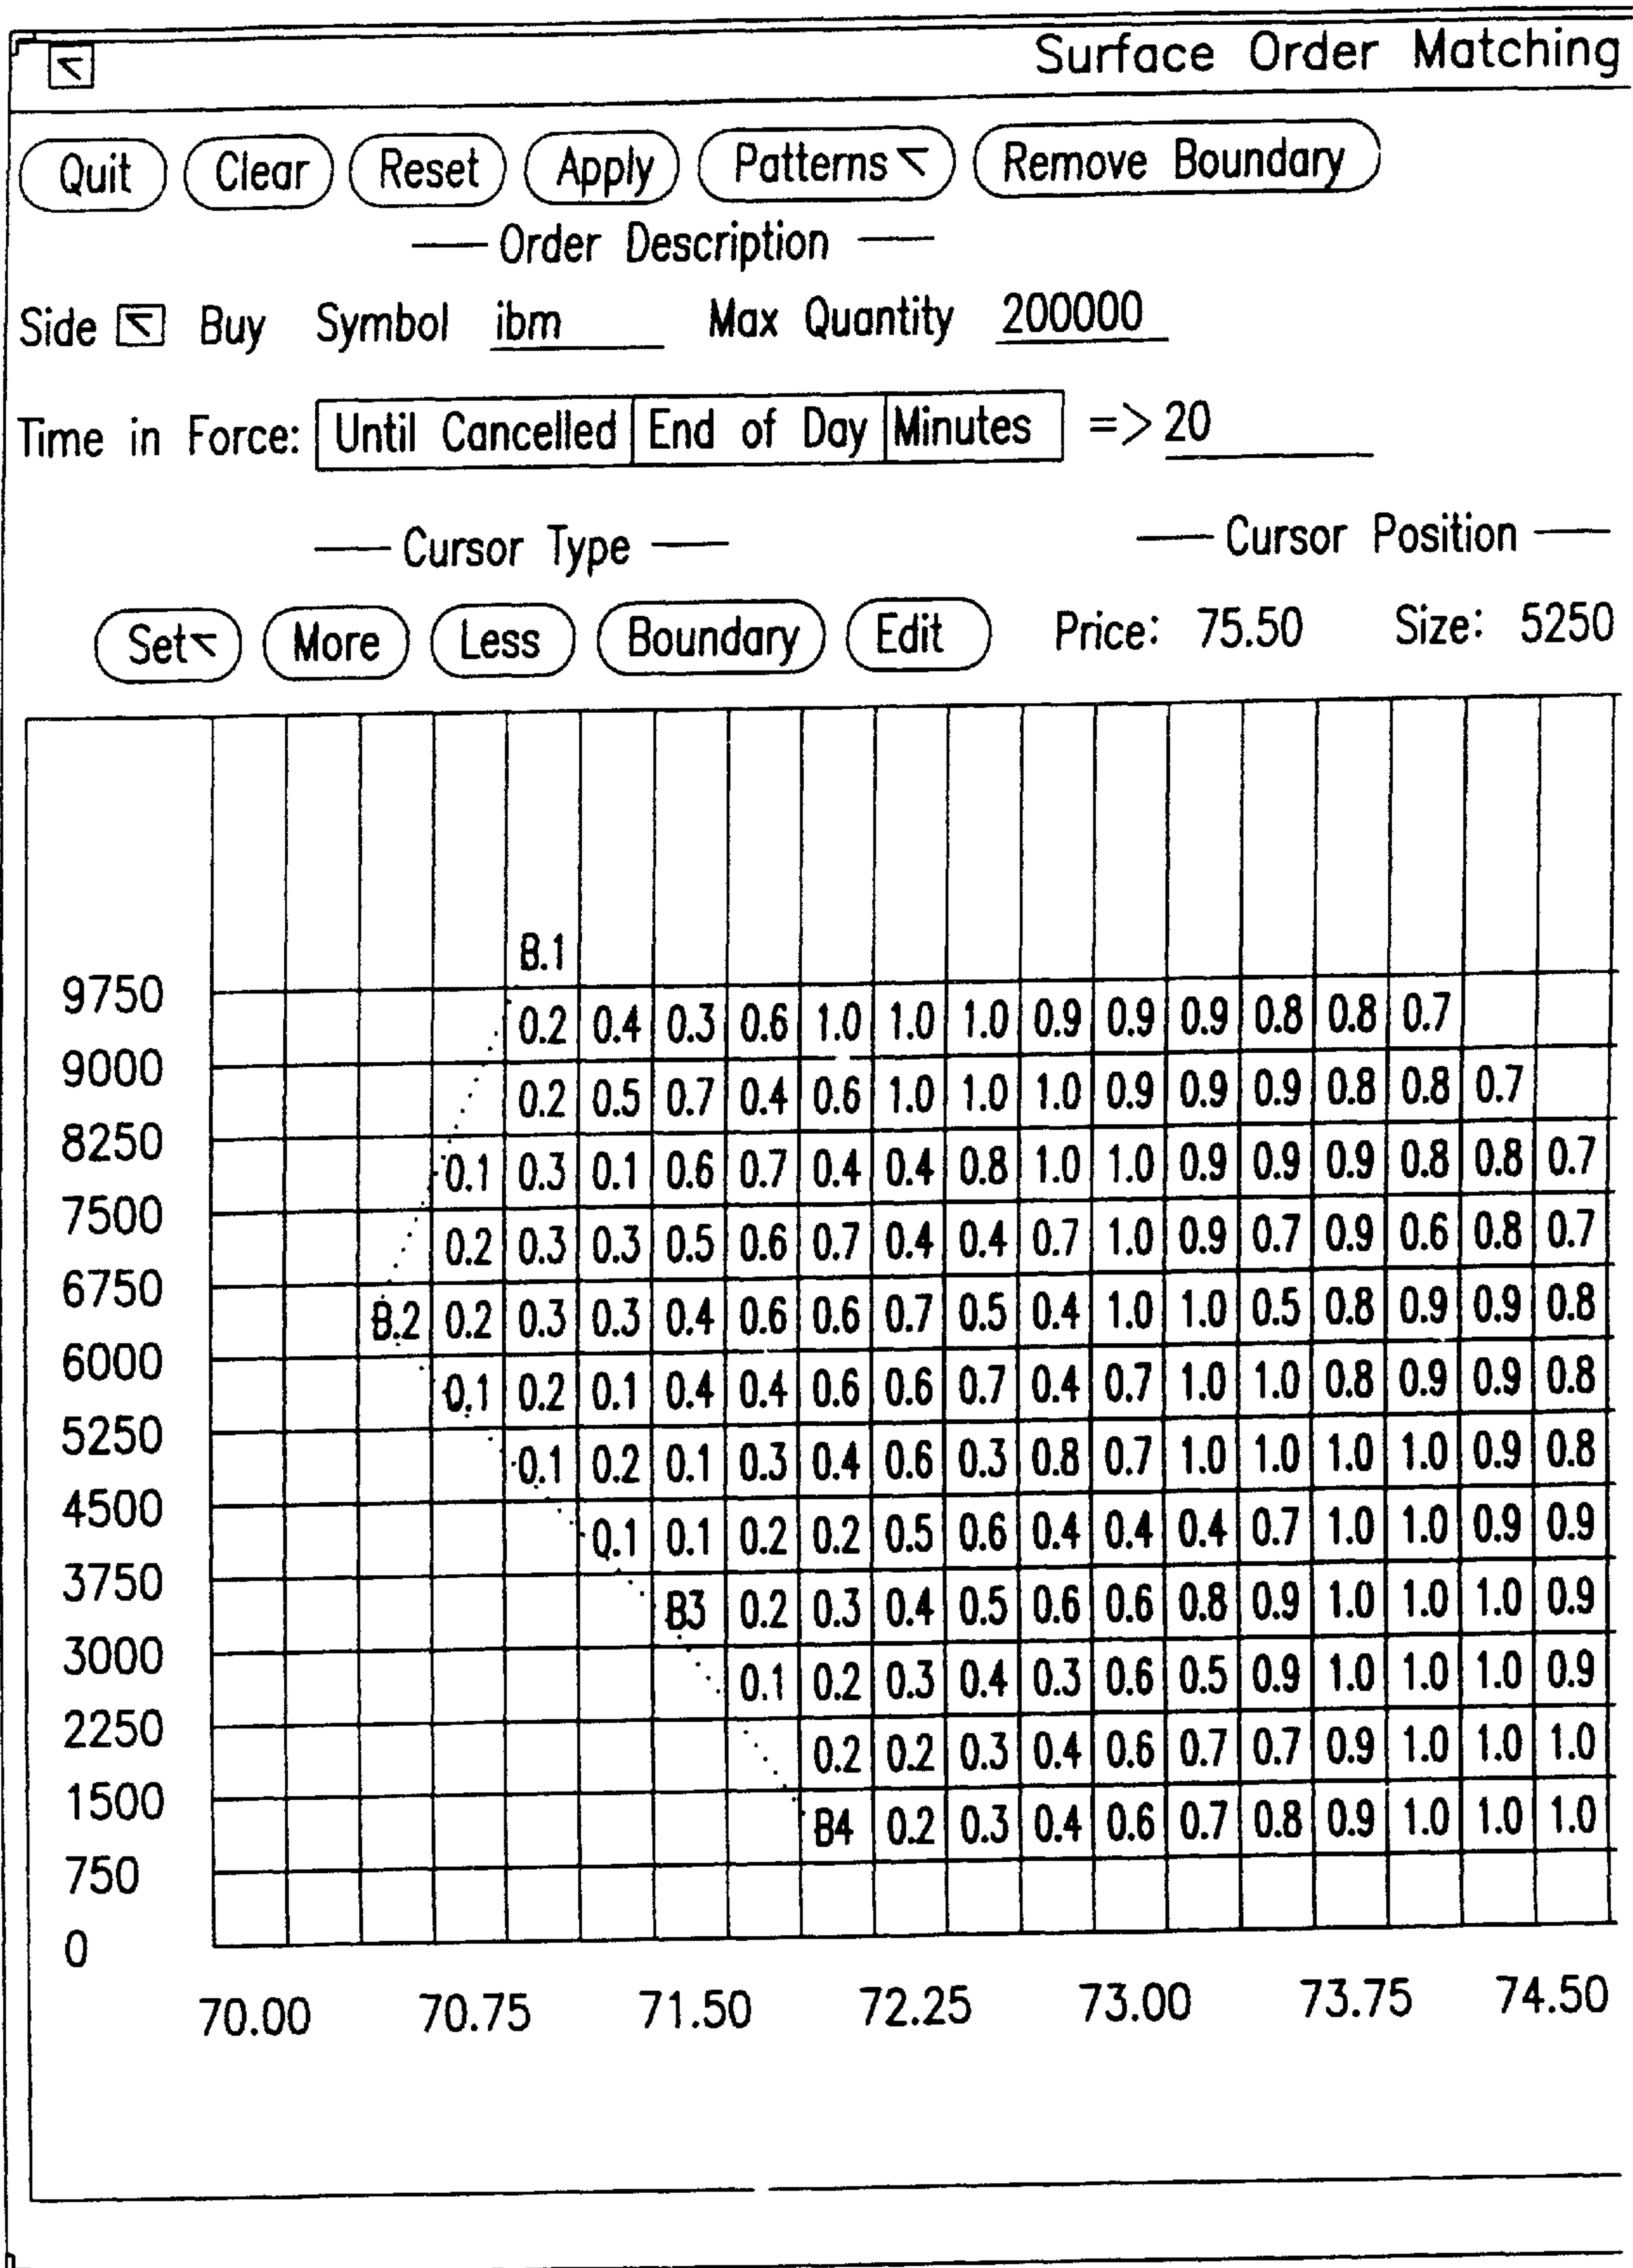 Surface Order Matching
Quit Clear Reset Apply Patterns Remove Boundary
Order Description
Side Buy Symbol ibm Max Quantity 200000
Time in Force: Until Cancelled End of Day Minutes => 20
Cursor Type Cursor Position
Set More Less Boundary Edit Price: 75.50 Size: 5250
B.1
9750
0.2 0.4 0.3 0.6 1.0 1.0 1.0 0.9 0.9 0.9 0.8 0.8 0.7
9000
0.2 0.5 0.7 0.4 0.6 1.0 1.0 1.0 0.9 0.9 0.9 0.8 0.8 0.7
8250
0.1 0.3 0.1 0.6 0.7 0.4 0.4 0.8 1.0 1.0 0.9 0.9 0.9 0.8 0.8 0.7
7500
0.2 0.3 0.3 0.5 0.6 0.7 0.4 0.4 0.7 1.0 0.9 0.7 0.9 0.6 0.8 0.7
6750
B.2 0.2 0.3 0.3 0.4 0.6 0.6 0.7 0.5 0.4 1.0 1.0 0.5 0.8 0.9 0.9 0.8
6000
0.1 0.2 0.1 0.4 0.4 0.6 0.6 0.7 0.4 0.7 1.0 1.0 0.8 0.9 0.9 0.8
5250
0.1 0.2 0.1 0.3 0.4 0.6 0.3 0.8 0.7 1.0 1.0 1.0 1.0 0.9 0.8
4500
0.1 0.1 0.2 0.2 0.5 0.6 0.4 0.4 0.4 0.7 1.0 1.0 0.9 0.9
3750
B3 0.2 0.3 0.4 0.5 0.6 0.6 0.8 0.9 1.0 1.0 1.0 0.9
3000
0.1 0.2 0.3 0.4 0.3 0.6 0.5 0.9 1.0 1.0 1.0 0.9
2250
0.2 0.2 0.3 0.4 0.6 0.7 0.7 0.9 1.0 1.0 1.0
1500
B4 0.2 0.3 0.4 0.6 0.7 0.8 0.9 1.0 1.0 1.0
750
0
70.00 70.75 71.50 72.25 73.00 73.75 74.50